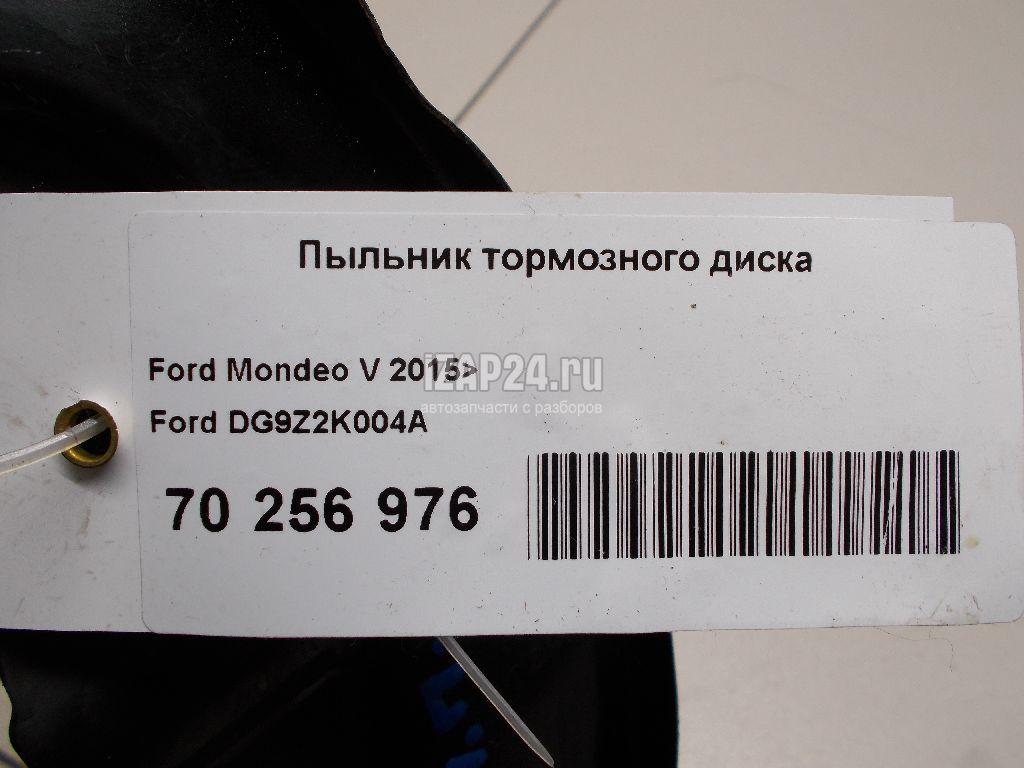 Пыльник тормозного диска
Ford Mondeo V 2015>
iZAP24.ru
автозапчасти с разборов
Ford DG9Z2K004A
70 256 976